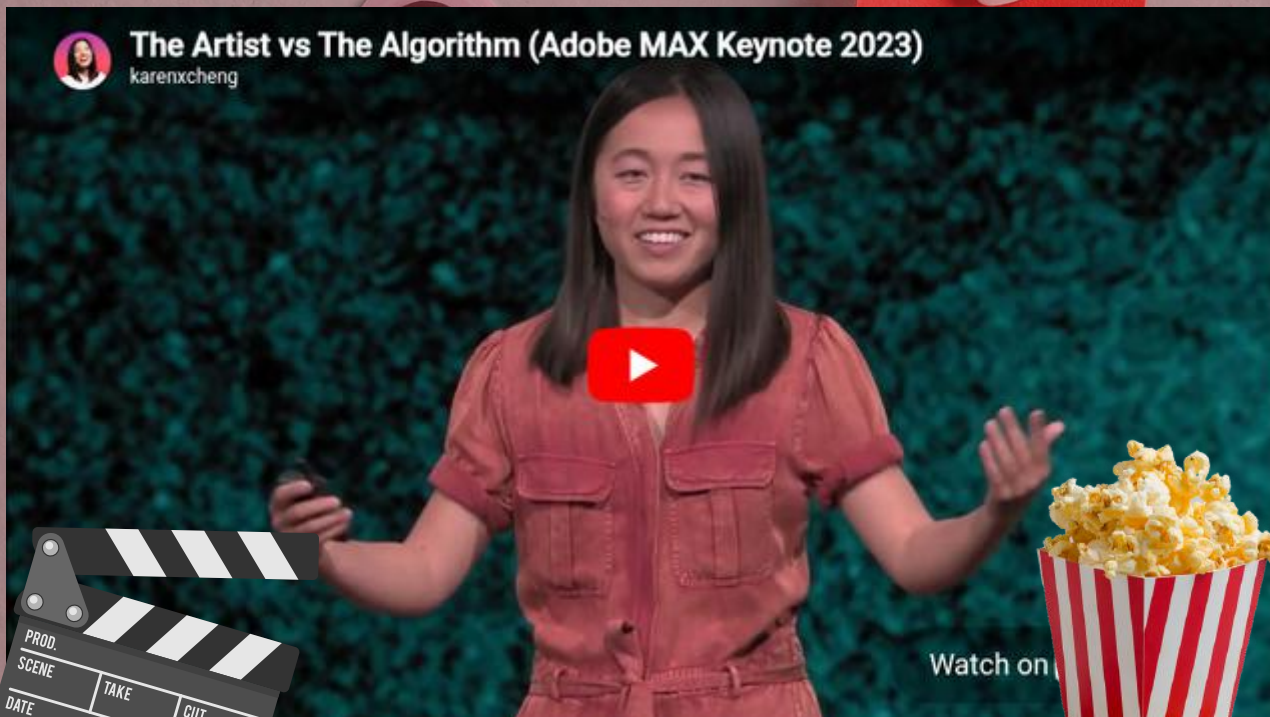 The Artist vs The Algorithm (Adobe MAX Keynote 2023)
karenxcheng
Watch on
PROD.
SCENE
TAKE
CUT
DATE